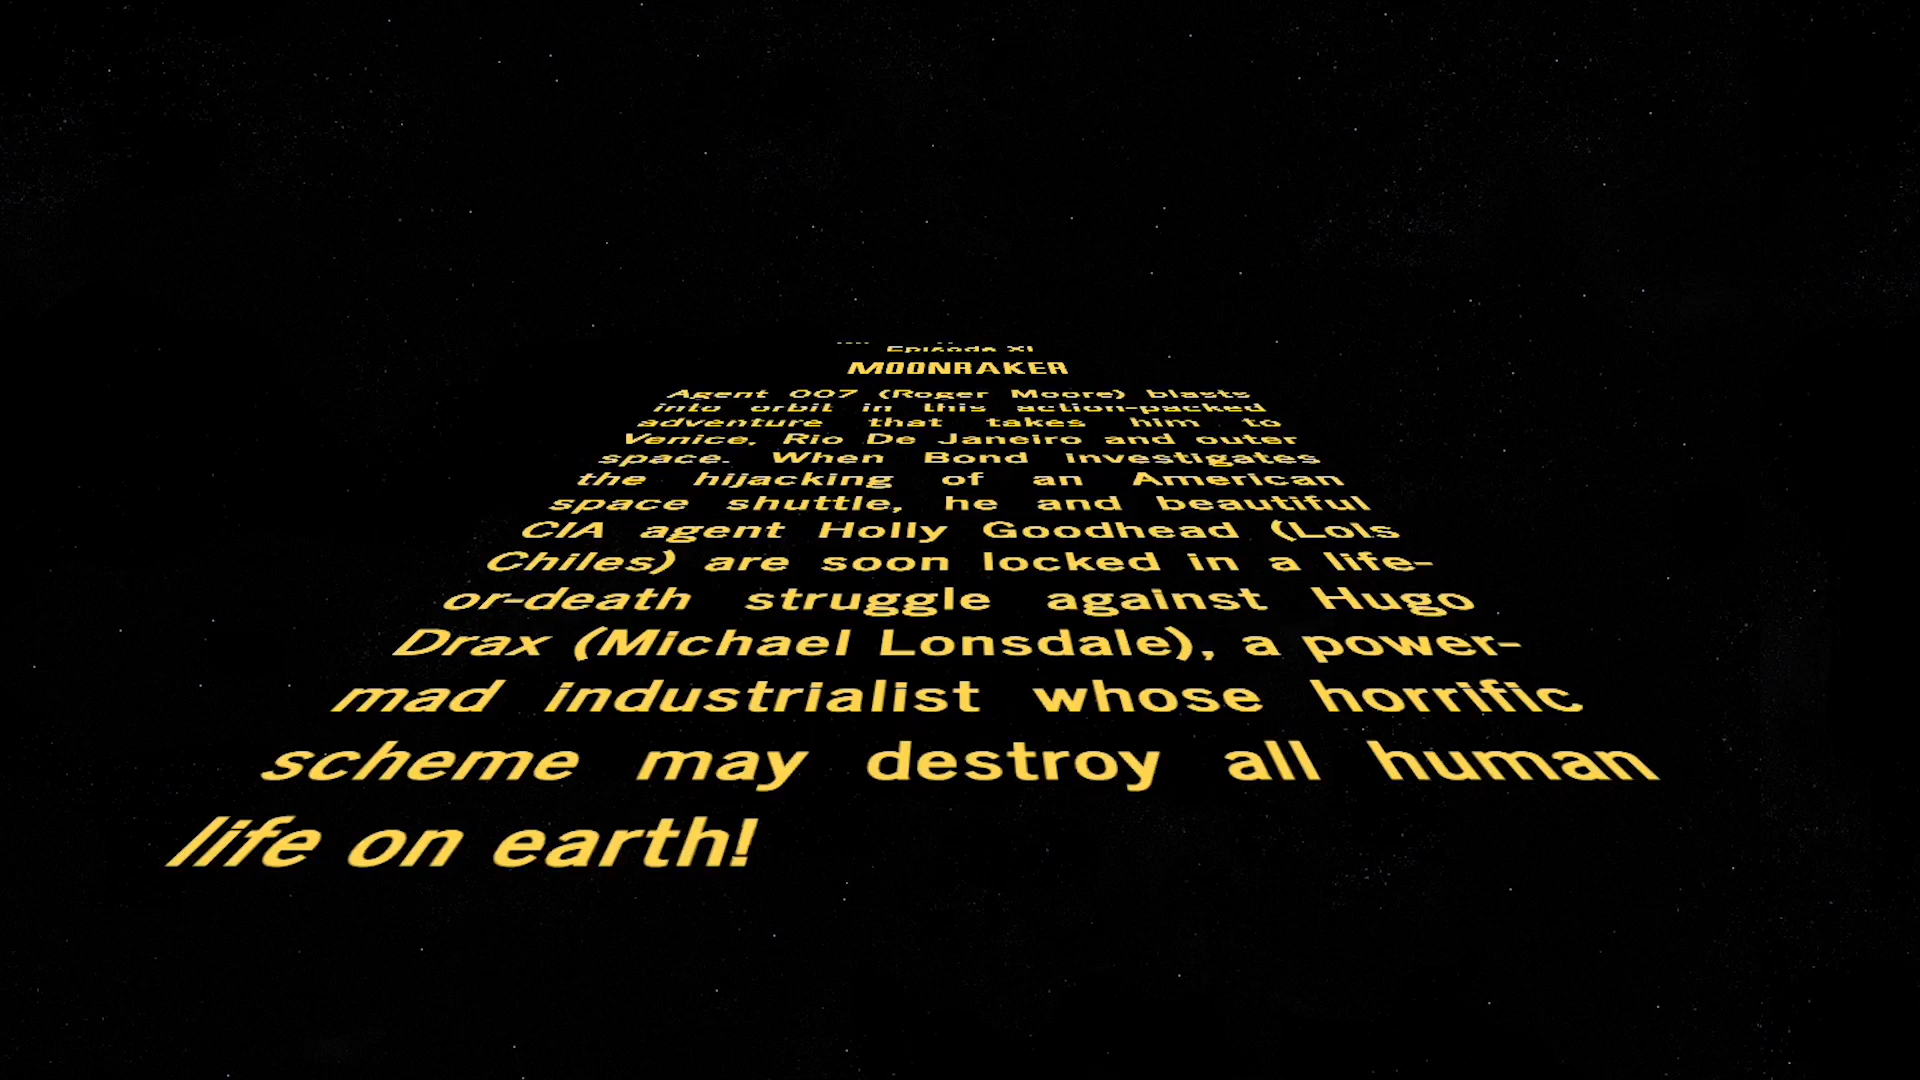 Episode XI
MOONRAKER
Agent 007 (Roger Moore) blasts
into orbit in this action-packed
adventure that takes him to
Venice, Rio De Janeiro and outer
space. When Bond investigates
the hijacking of an American
space shuttle, he and beautiful
CIA agent Holly Goodhead (Lois
Chiles) are soon locked in a life-
or-death struggle against Hugo
Drax (Michael Lonsdale), a power-
mad industrialist whose horrific
scheme may destroy all human
life on earth!